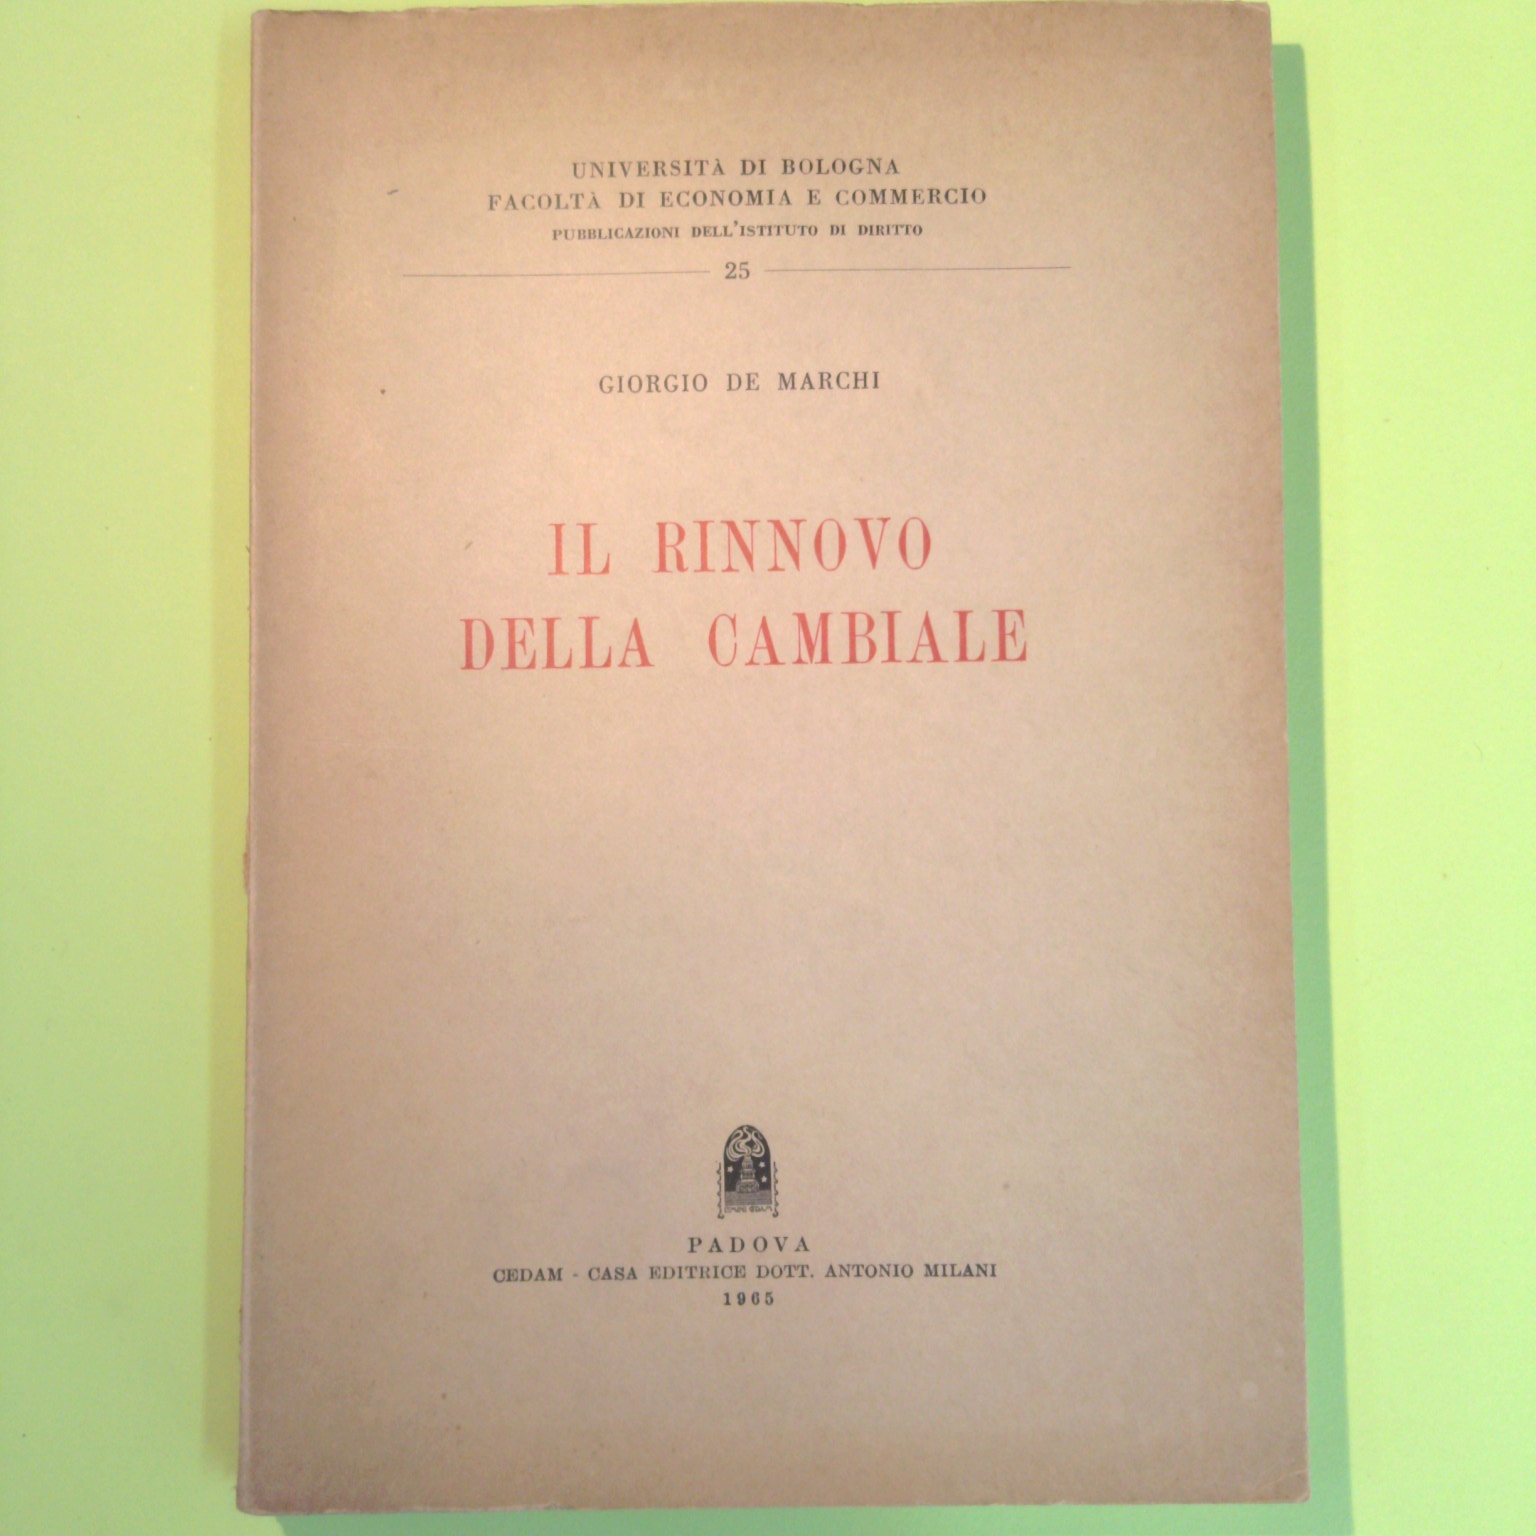 UNIVERSITÀ DI BOLOGNA
FACOLTÀ DI ECONOMIA E COMMERCIO
PUBBLICAZIONI DELL'ISTITUTO DI DIRITTO
25
GIORGIO DE MARCHI
IL RINNOVO
DELLA CAMBIALE
PADOVA
CEDAM - CASA EDITRICE DOTT. ANTONIO MILANI
1965